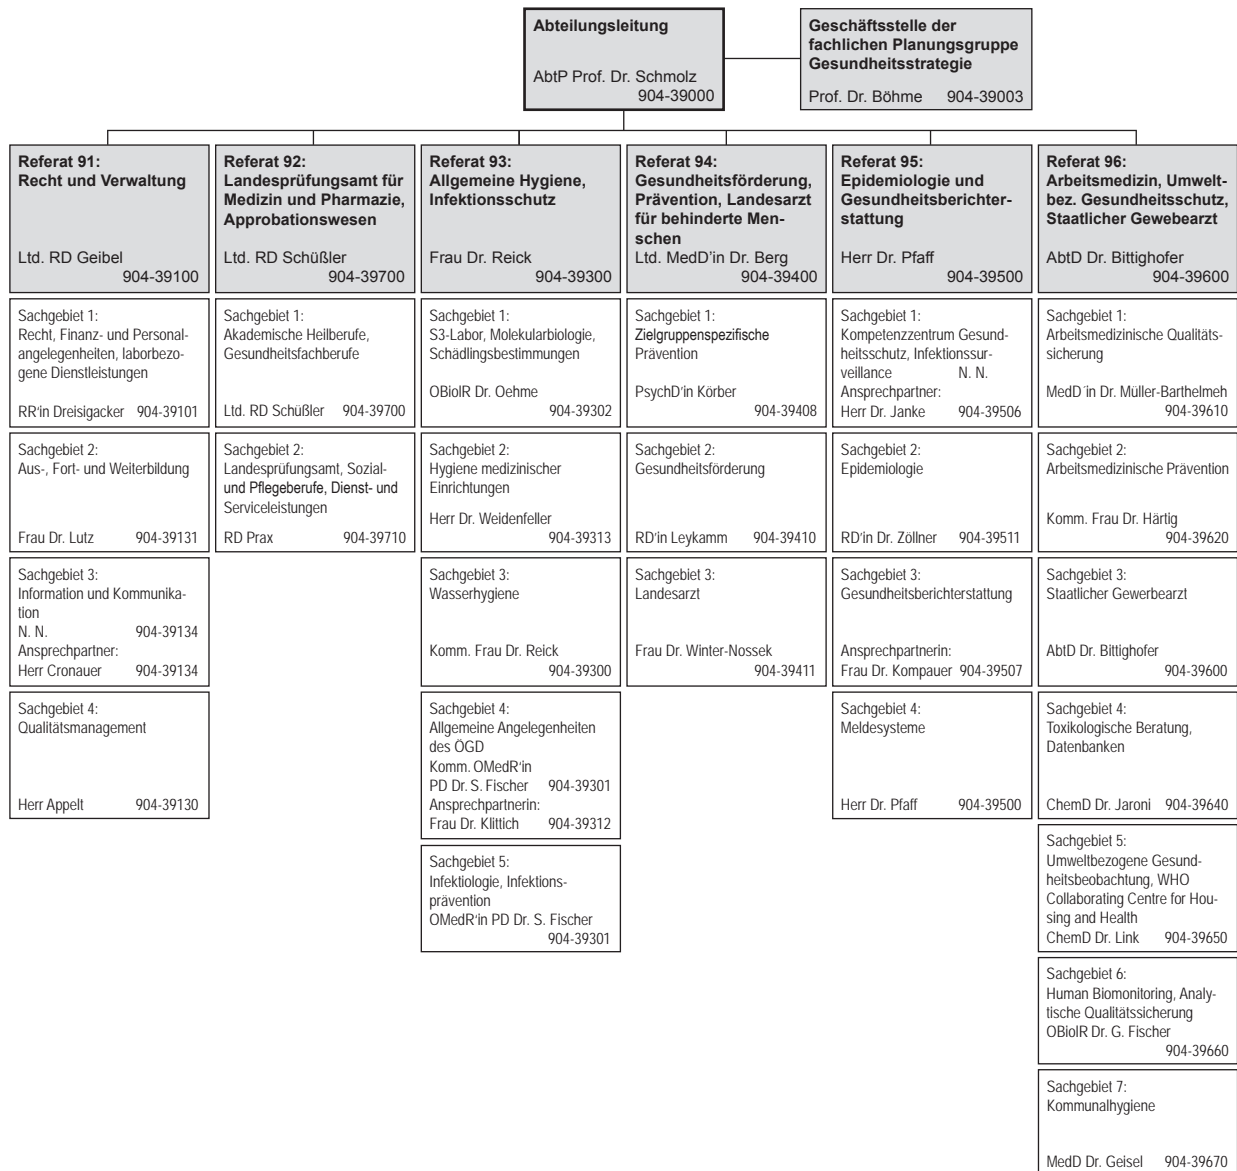 Abteilungsleitung
AbtP Prof. Dr. Schmolz
904-39000
Geschäftsstelle der
fachlichen Planungsgruppe
Gesundheitsstrategie
Prof. Dr. Böhme 904-39003
Referat 91:
Recht und Verwaltung
Ltd. RD Geibel
904-39100
Sachgebiet 1:
Recht, Finanz- und Personal-
angelegenheiten, laborbezo-
gene Dienstleistungen
RR'in Dreisigacker 904-39101
Sachgebiet 2:
Aus-, Fort- und Weiterbildung
Frau Dr. Lutz 904-39131
Sachgebiet 3:
Information und Kommunika-
tion
N. N. 904-39134
Ansprechpartner:
Herr Cronauer 904-39134
Sachgebiet 4:
Qualitätsmanagement
Herr Appelt 904-39130
Referat 92:
Landesprüfungsamt für
Medizin und Pharmazie,
Approbationswesen
Ltd. RD Schüßler
904-39700
Sachgebiet 1:
Akademische Heilberufe,
Gesundheitsfachberufe
Ltd. RD Schüßler 904-39700
Sachgebiet 2:
Landesprüfungsamt, Sozial-
und Pflegeberufe, Dienst- und
Serviceleistungen
RD Prax 904-39710
Referat 93:
Allgemeine Hygiene,
Infektionsschutz
Frau Dr. Reick
904-39300
Sachgebiet 1:
S3-Labor, Molekularbiologie,
Schädlingsbestimmungen
OBiolR Dr. Oehme
904-39302
Sachgebiet 2:
Hygiene medizinischer
Einrichtungen
Herr Dr. Weidenfeller
904-39313
Sachgebiet 3:
Wasserhygiene
Komm. Frau Dr. Reick
904-39300
Sachgebiet 4:
Allgemeine Angelegenheiten
des ÖGD
Komm. OMedR'in
PD Dr. S. Fischer 904-39301
Ansprechpartnerin:
Frau Dr. Klittich 904-39312
Sachgebiet 5:
Infektiologie, Infektions-
prävention
OMedR'in PD Dr. S. Fischer
904-39301
Referat 94:
Gesundheitsförderung,
Prävention, Landesarzt
für behinderte Men-
schen
Ltd. MedD'in Dr. Berg
904-39400
Sachgebiet 1:
Zielgruppenspezifische
Prävention
PsychD'in Körber
904-39408
Sachgebiet 2:
Gesundheitsförderung
RD'in Leykamm 904-39410
Sachgebiet 3:
Landesarzt
Frau Dr. Winter-Nossek
904-39411
Referat 95:
Epidemiologie und
Gesundheitsberichter-
stattung
Herr Dr. Pfaff
904-39500
Sachgebiet 1:
Kompetenzzentrum Gesund-
heitsschutz, Infektionssur-
veillance N. N.
Ansprechpartner:
Herr Dr. Janke 904-39506
Sachgebiet 2:
Epidemiologie
RD'in Dr. Zöllner 904-39511
Sachgebiet 3:
Gesundheitsberichterstattung
Ansprechpartnerin:
Frau Dr. Kompauer 904-39507
Sachgebiet 4:
Meldesysteme
Herr Dr. Pfaff 904-39500
Referat 96:
Arbeitsmedizin, Umwelt-
bez. Gesundheitsschutz,
Staatlicher Gewebearzt
AbtD Dr. Bittighofer
904-39600
Sachgebiet 1:
Arbeitsmedizinische Qualitäts-
sicherung
MedD´in Dr. Müller-Barthelmeh
904-39610
Sachgebiet 2:
Arbeitsmedizinische Prävention
Komm. Frau Dr. Härtig
904-39620
Sachgebiet 3:
Staatlicher Gewerbearzt
AbtD Dr. Bittighofer
904-39600
Sachgebiet 4:
Toxikologische Beratung,
Datenbanken
ChemD Dr. Jaroni 904-39640
Sachgebiet 5:
Umweltbezogene Gesund-
heitsbeobachtung, WHO
Collaborating Centre for Hou-
sing and Health
ChemD Dr. Link 904-39650
Sachgebiet 6:
Human Biomonitoring, Analy-
tische Qualitätssicherung
OBiolR Dr. G. Fischer
904-39660
Sachgebiet 7:
Kommunalhygiene
MedD Dr. Geisel 904-39670